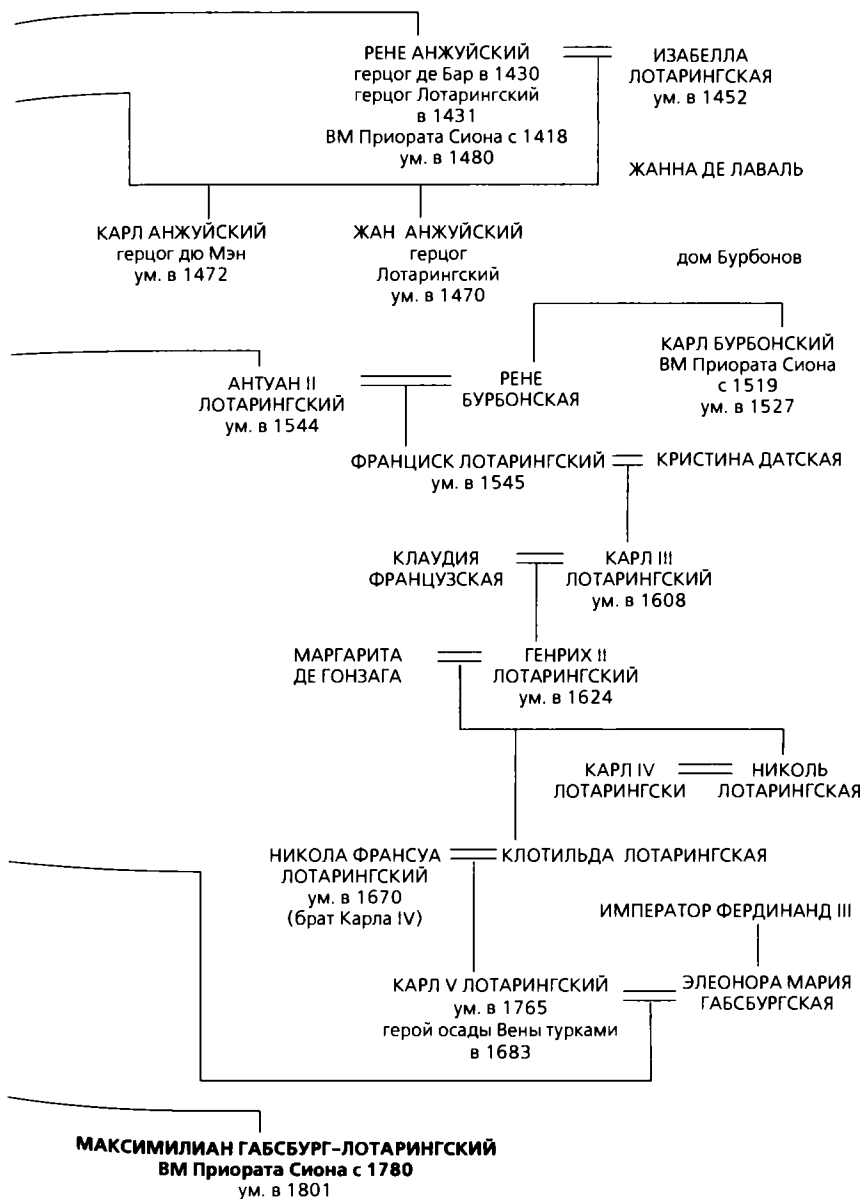 РЕНЕ АНЖУЙСКИЙ
герцог де Бар в 1430
герцог Лотарингский
в 1431
ВМ Приората Сиона с 1418
ум. в 1480
ИЗАБЕЛЛА
ЛОТАРИНГСКАЯ
ум. в 1452
ЖАННА ДЕ ЛАВАЛЬ
КАРЛ АНЖУЙСКИЙ
герцог дю Мэн
ум. в 1472
ЖАН АНЖУЙСКИЙ
герцог
Лотарингский
ум. в 1470
дом Бурбонов
АНТУАН II
ЛОТАРИНГСКИЙ
ум. в 1544
РЕНЕ
БУРБОНСКАЯ
КАРЛ БУРБОНСКИЙ
ВМ Приората Сиона
с 1519
ум. в 1527
ФРАНЦИСК ЛОТАРИНГСКИЙ
ум. в 1545
КРИСТИНА ДАТСКАЯ
КЛАУДИЯ
ФРАНЦУЗСКАЯ
КАРЛ III
ЛОТАРИНГСКИЙ
ум. в 1608
МАРГАРИТА
ДЕ ГОНЗАГА
ГЕНРИХ II
ЛОТАРИНГСКИЙ
ум. в 1624
КАРЛ IV
ЛОТАРИНГСКИ
НИКОЛЬ
ЛОТАРИНГСКАЯ
НИКОЛА ФРАНСУА
ЛОТАРИНГСКИЙ
ум. в 1670
(брат Карла IV)
КЛОТИЛЬДА ЛОТАРИНГСКАЯ
ИМПЕРАТОР ФЕРДИНАНД III
КАРЛ V ЛОТАРИНГСКИЙ
ум. в 1765
герой осады Вены турками
в 1683
ЭЛЕОНОРА МАРИЯ
ГАБСБУРГСКАЯ
МАКСИМИЛИАН ГАБСБУРГ-ЛОТАРИНГСКИЙ
ВМ Приората Сиона с 1780
ум. в 1801